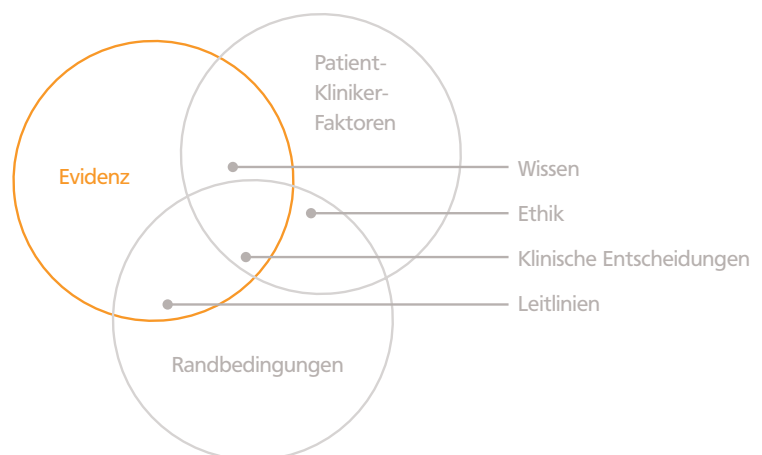 Patient-
Kliniker-
Faktoren
Evidenz
Wissen
Ethik
Klinische Entscheidungen
Leitlinien
Randbedingungen